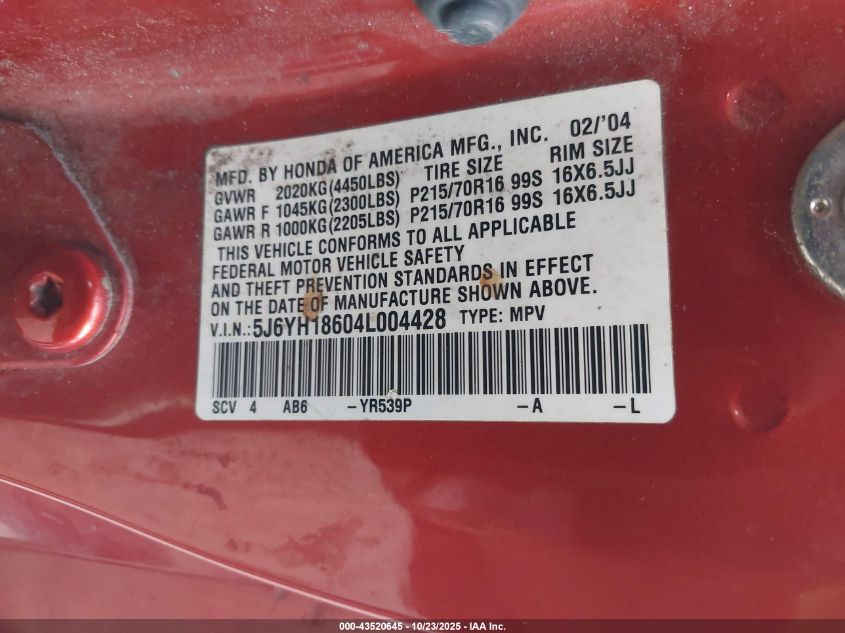 MFD. BY HONDA OF AMERICA MFG., INC. 02/'04
GVWR 2020KG(4450LBS) TIRE SIZE RIM SIZE
GAWR F 1045KG(2300LBS) P215/70R16 99S 16X6.5JJ
GAWR R 1000KG(2205LBS) P215/70R16 99S 16X6.5JJ
THIS VEHICLE CONFORMS TO ALL APPLICABLE
FEDERAL MOTOR VEHICLE SAFETY
AND THEFT PREVENTION STANDARDS IN EFFECT
ON THE DATE OF MANUFACTURE SHOWN ABOVE.
V.I.N.:5J6YH18604L004428 TYPE: MPV
SCV 4 AB6 -YR539P -A -L
000-43520645 - 10/23/2025 - IAA Inc.